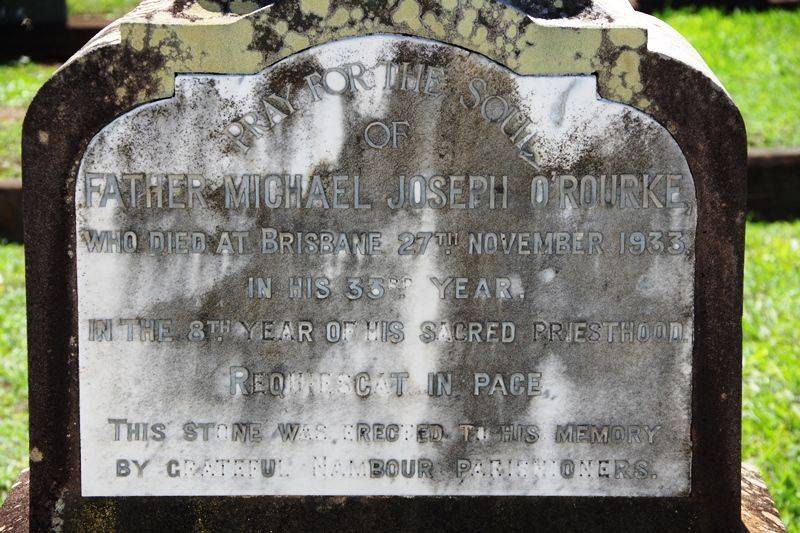 PRAY FOR THE SOUL
OF
FATHER MICHAEL JOSEPH O'ROURKE
WHO DIED AT BRISBANE 27TH NOVEMBER 1933,
IN HIS 33RD YEAR.
IN THE 8TH YEAR OF HIS SACRED PRIESTHOOD.
REQUIESCAT IN PACE.
THIS STONE WAS ERECTED TO HIS MEMORY
BY GRATEFUL NAMBOUR PARISHIONERS.